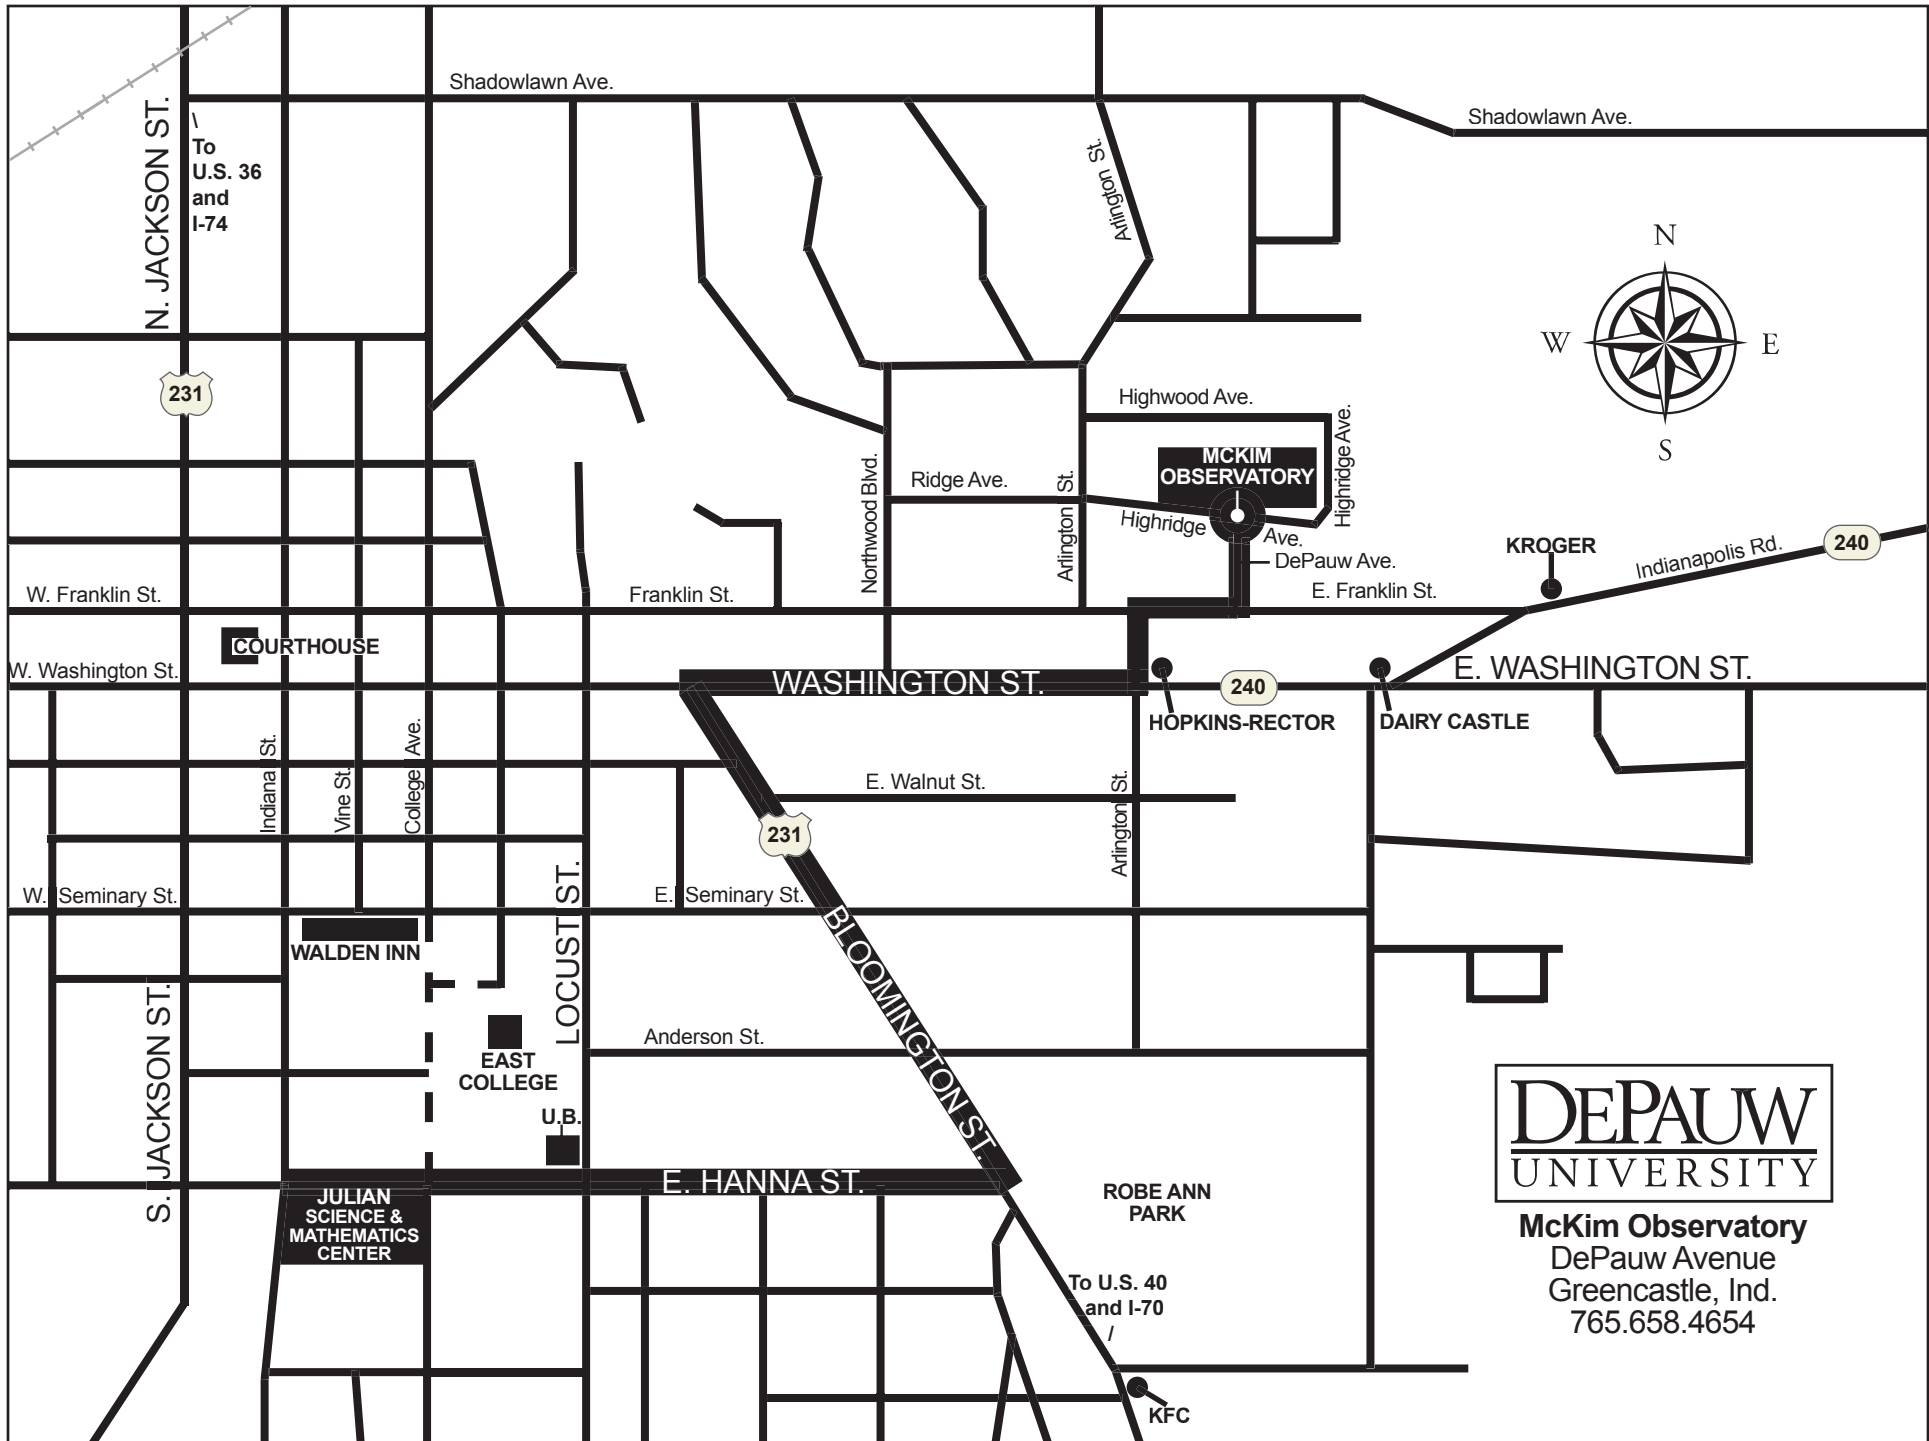 Shadowlawn Ave.
Shadowlawn Ave.
N. JACKSON ST.
\
To
U.S. 36
and
I-74
Arlington St.
N
W
E
S
231
Highwood Ave.
Highridge Ave.
MCKIM
OBSERVATORY
Northwood Blvd.
Ridge Ave.
Arlington St.
Highridge
Ave.
DePauw Ave.
KROGER
Indianapolis Rd.
240
W. Franklin St.
Franklin St.
E. Franklin St.
COURTHOUSE
W. Washington St.
WASHINGTON ST.
240
E. WASHINGTON ST.
HOPKINS-RECTOR
DAIRY CASTLE
Indiana St.
Vine St.
College Ave.
E. Walnut St.
Arlington St.
231
W. Seminary St.
E. Seminary St.
LOCUST ST.
BLOOMINGTON ST.
WALDEN INN
S. JACKSON ST.
EAST
COLLEGE
Anderson St.
U.B.
E. HANNA ST.
JULIAN
SCIENCE &
MATHEMATICS
CENTER
ROBE ANN
PARK
To U.S. 40
and I-70
/
KFC
DEPAUW
UNIVERSITY
McKim Observatory
DePauw Avenue
Greencastle, Ind.
765.658.4654